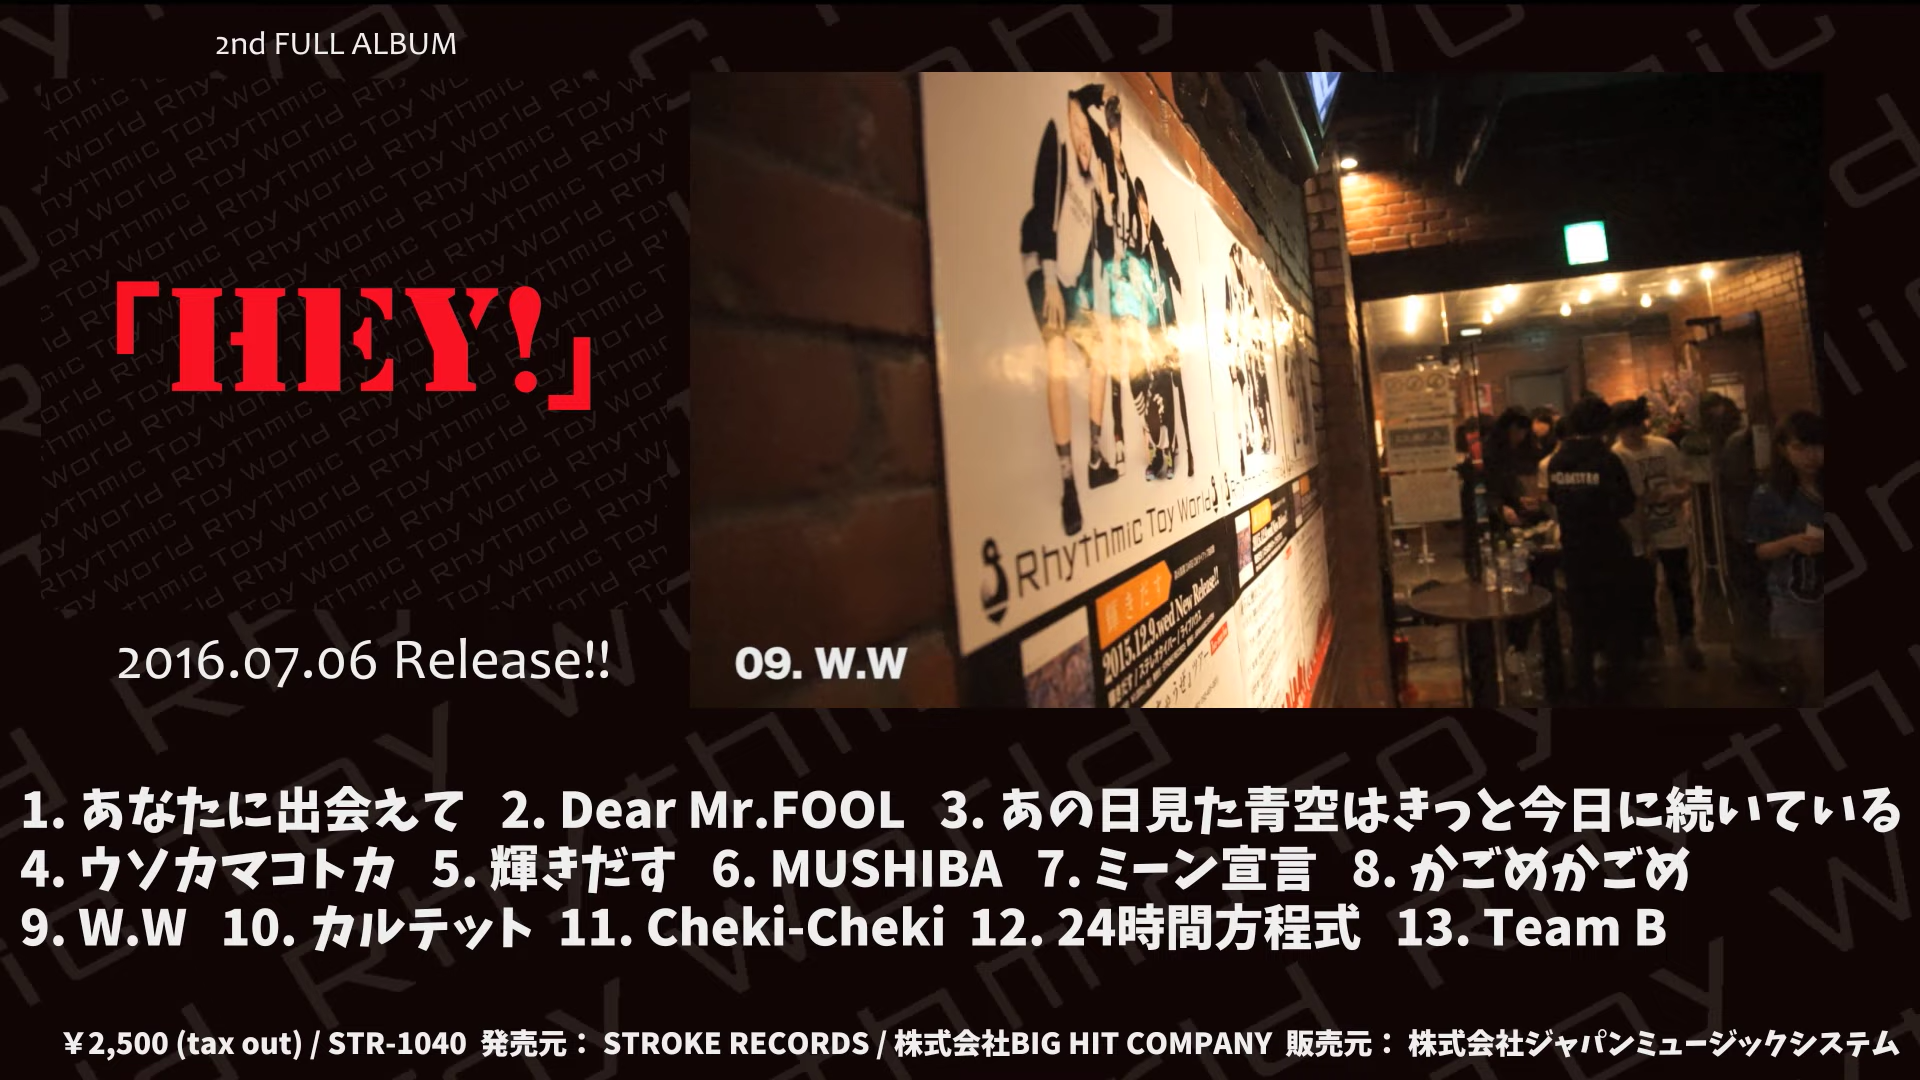 2nd FULL ALBUM
「HEY!」
2016.07.06 Release!!
Rhythmic Toy World
輝きだす
2015.12.9.wed New Release!!
09. W.W
1. あなたに出会えて 2. Dear Mr.FOOL 3. あの日見た青空はきっと今日に続いている
4. ウソカマコトカ 5. 輝きだす 6. MUSHIBA 7. ミーン宣言 8. かごめかごめ
9. W.W 10. カルテット 11. Cheki-Cheki 12. 24時間方程式 13. Team B
￥2,500 (tax out) / STR-1040 発売元： STROKE RECORDS / 株式会社BIG HIT COMPANY 販売元： 株式会社ジャパンミュージックシステム